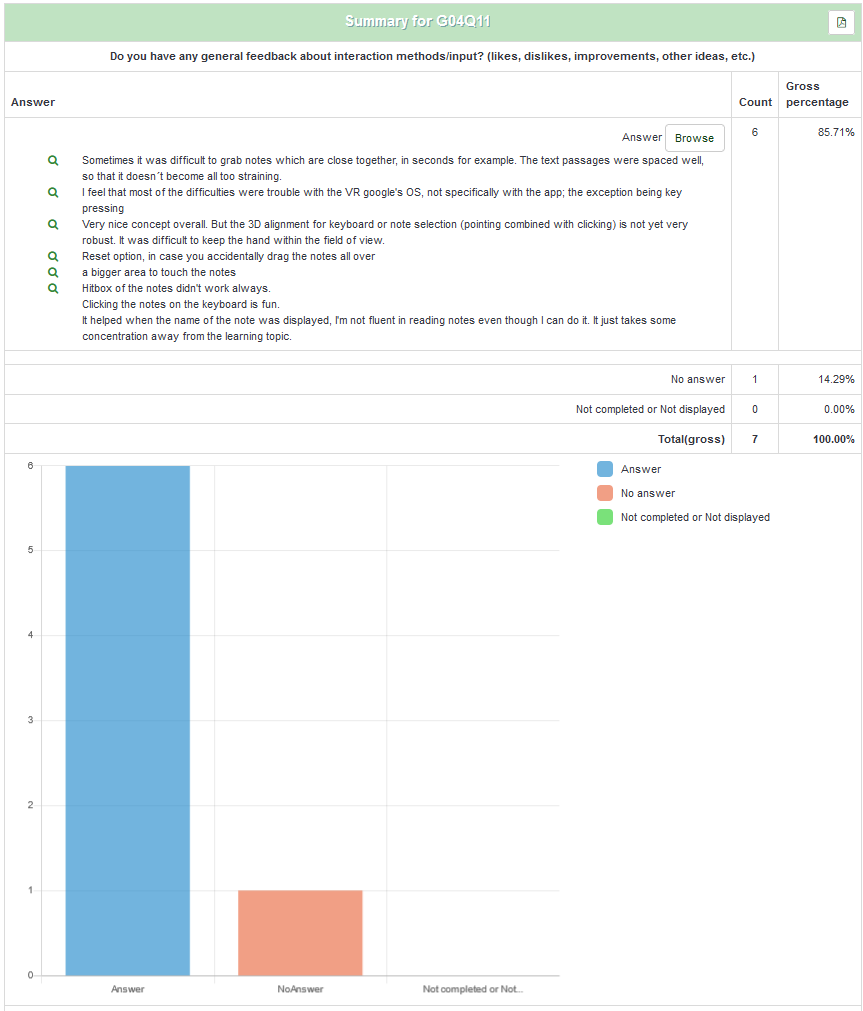 Summary for G04Q11
Do you have any general feedback about interaction methods/input? (likes, dislikes, improvements, other ideas, etc.)
Answer Count Gross percentage
Answer Browse 6 85.71%
Sometimes it was difficult to grab notes which are close together, in seconds for example. The text passages were spaced well,
so that it doesn´t become all too straining.
I feel that most of the difficulties were trouble with the VR google's OS, not specifically with the app; the exception being key
pressing
Very nice concept overall. But the 3D alignment for keyboard or note selection (pointing combined with clicking) is not yet very
robust. It was difficult to keep the hand within the field of view.
Reset option, in case you accidentally drag the notes all over
a bigger area to touch the notes
Hitbox of the notes didn't work always.
Clicking the notes on the keyboard is fun.
It helped when the name of the note was displayed, I'm not fluent in reading notes even though I can do it. It just takes some
concentration away from the learning topic.
No answer 1 14.29%
Not completed or Not displayed 0 0.00%
Total(gross) 7 100.00%
6
5
4
3
2
1
0
Answer NoAnswer Not completed or Not...
Answer
No answer
Not completed or Not displayed